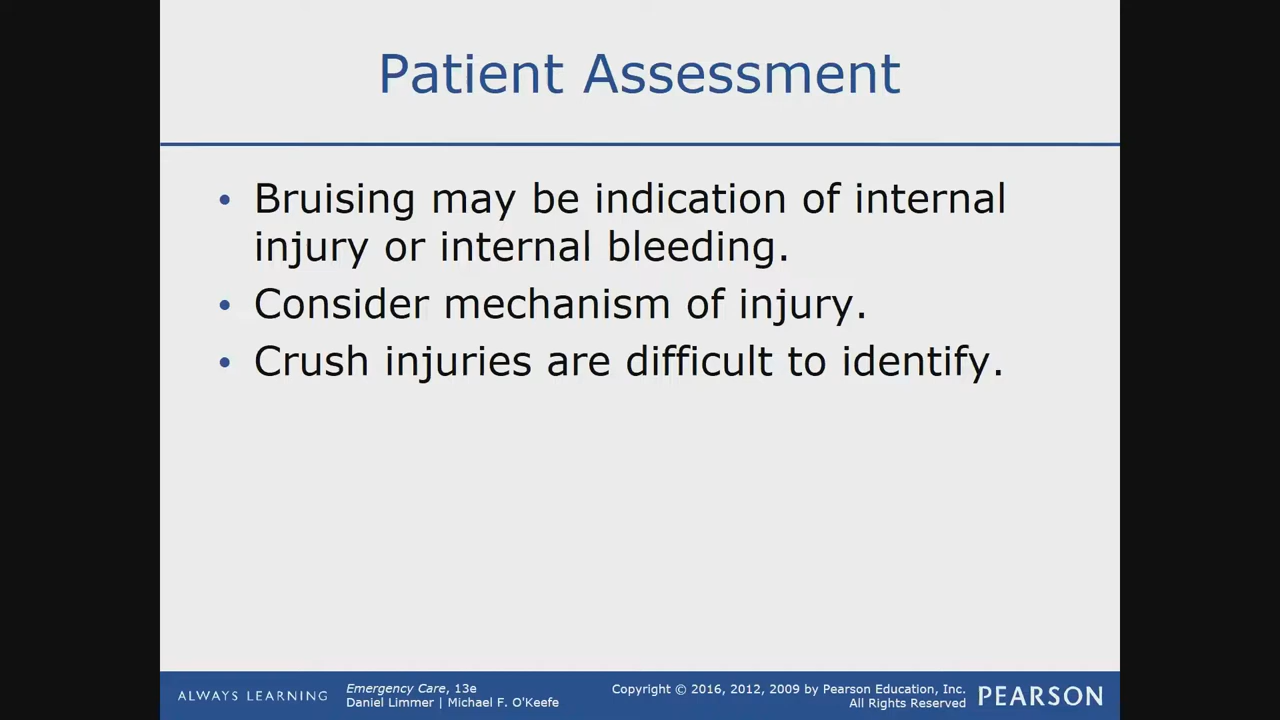 Patient Assessment
• Bruising may be indication of internal
injury or internal bleeding.
• Consider mechanism of injury.
• Crush injuries are difficult to identify.
ALWAYS LEARNING
Emergency Care, 13e
Daniel Limmer | Michael F. O'Keefe
Copyright © 2016, 2012, 2009 by Pearson Education, Inc.
All Rights Reserved
PEARSON